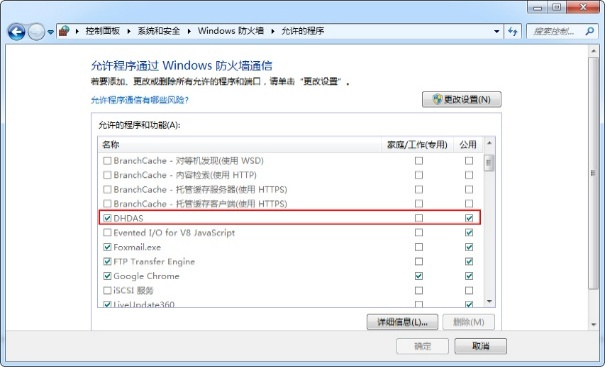 控制面板 ▸ 系统和安全 ▸ Windows 防火墙 ▸ 允许的程序
搜索控制...
允许程序通过 Windows 防火墙通信
若要添加、更改或删除所有允许的程序和端口，请单击“更改设置”。
允许程序通信有哪些风险?
更改设置(N)
允许的程序和功能(A):
名称 家庭/工作(专用) 公用
BranchCache - 对等机发现(使用 WSD)
BranchCache - 内容检索(使用 HTTP)
BranchCache - 托管缓存服务器(使用 HTTPS)
BranchCache - 托管缓存客户端(使用 HTTPS)
DHDAS
Evented I/O for V8 JavaScript
Foxmail.exe
FTP Transfer Engine
Google Chrome
iSCSI 服务
LiveUpdate360
详细信息(L)... 删除(M)
确定 取消